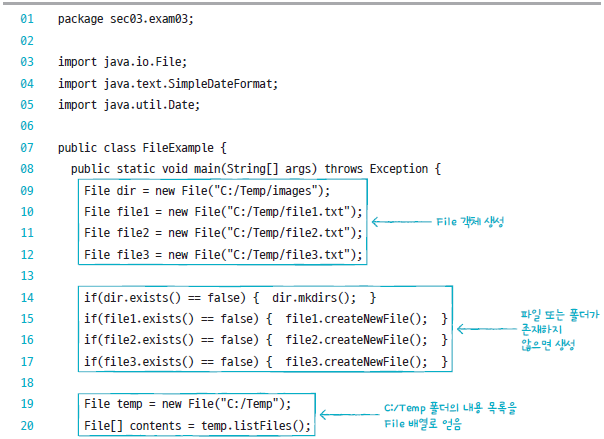 01 package sec03.exam03;
02
03 import java.io.File;
04 import java.text.SimpleDateFormat;
05 import java.util.Date;
06
07 public class FileExample {
08 public static void main(String[] args) throws Exception {
09 File dir = new File("C:/Temp/images");
10 File file1 = new File("C:/Temp/file1.txt");
11 File file2 = new File("C:/Temp/file2.txt");
12 File file3 = new File("C:/Temp/file3.txt");
File 객체 생성
13
14 if(dir.exists() == false) { dir.mkdirs(); }
15 if(file1.exists() == false) { file1.createNewFile(); }
16 if(file2.exists() == false) { file2.createNewFile(); }
17 if(file3.exists() == false) { file3.createNewFile(); }
파일 또는 폴더가
존재하지
않으면 생성
18
19 File temp = new File("C:/Temp");
20 File[] contents = temp.listFiles();
C:/Temp 폴더의 내용 목록을
File 배열로 얻음